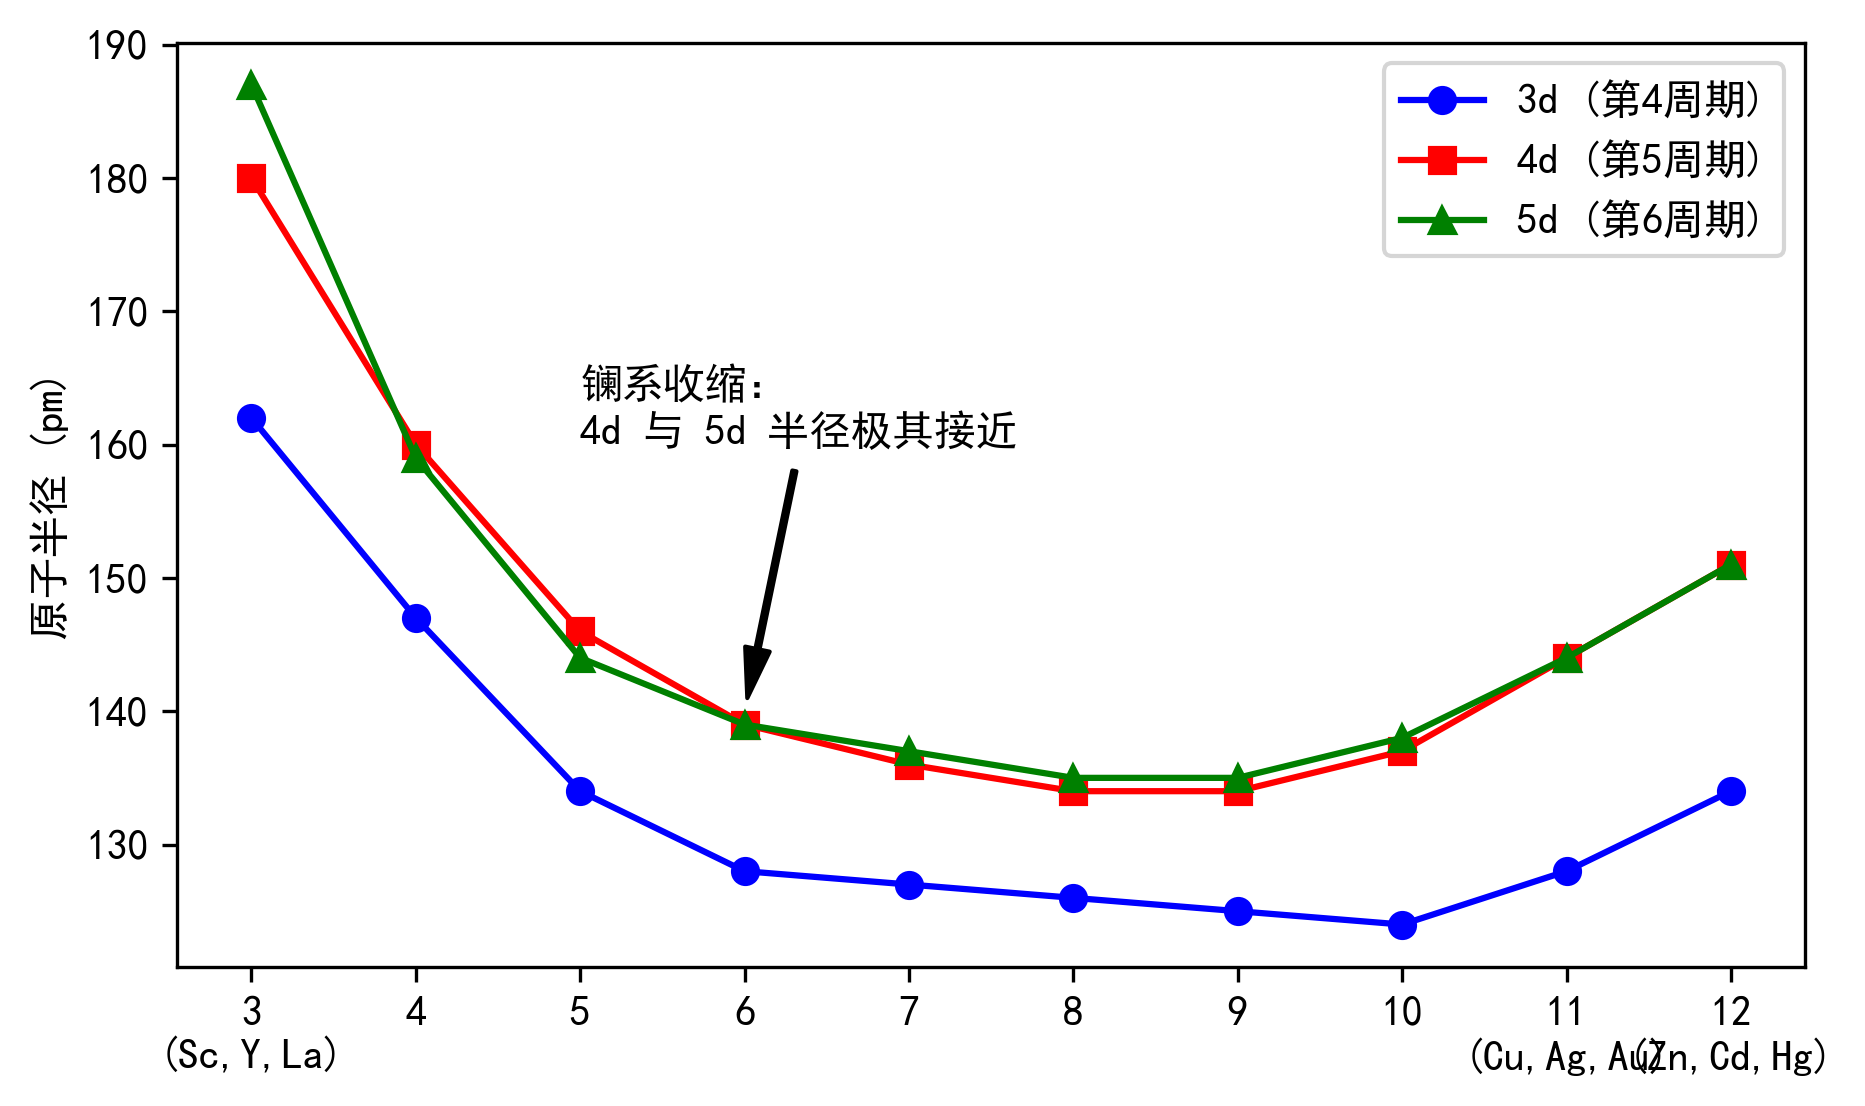 190
180
170
160
150
140
130
原子半径 (pm)
3d (第4周期)
4d (第5周期)
5d (第6周期)
镧系收缩:
4d 与 5d 半径极其接近
3 4 5 6 7 8 9 10 11 12
(Sc, Y, La) (Cu, Ag, Au) (Zn, Cd, Hg)